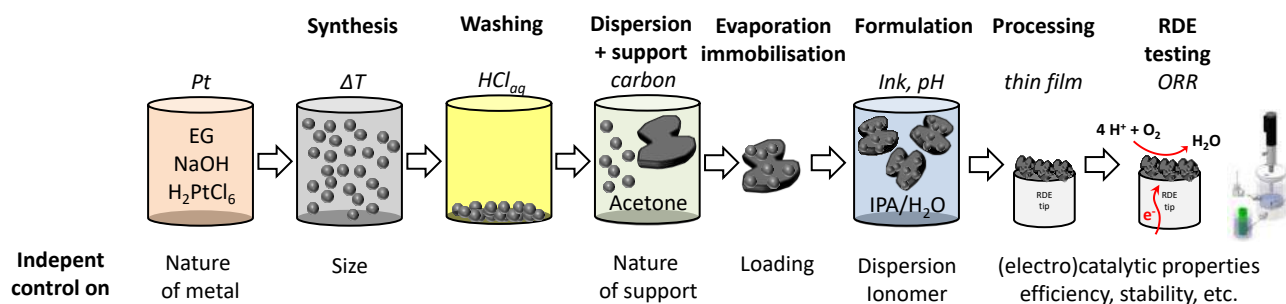 Synthesis
Washing
Dispersion
+ support
Evaporation
immobilisation
Formulation
Processing
RDE
testing
Pt
ΔT
HCl_aq
carbon
Ink, pH
thin film
ORR
EG
NaOH
H₂PtCl₆
Acetone
IPA/H₂O
RDE
tip
4 H⁺ + O₂
H₂O
e⁻
RDE
tip
Indepent
control on
Nature
of metal
Size
Nature
of support
Loading
Dispersion
Ionomer
(electro)catalytic properties
efficiency, stability, etc.